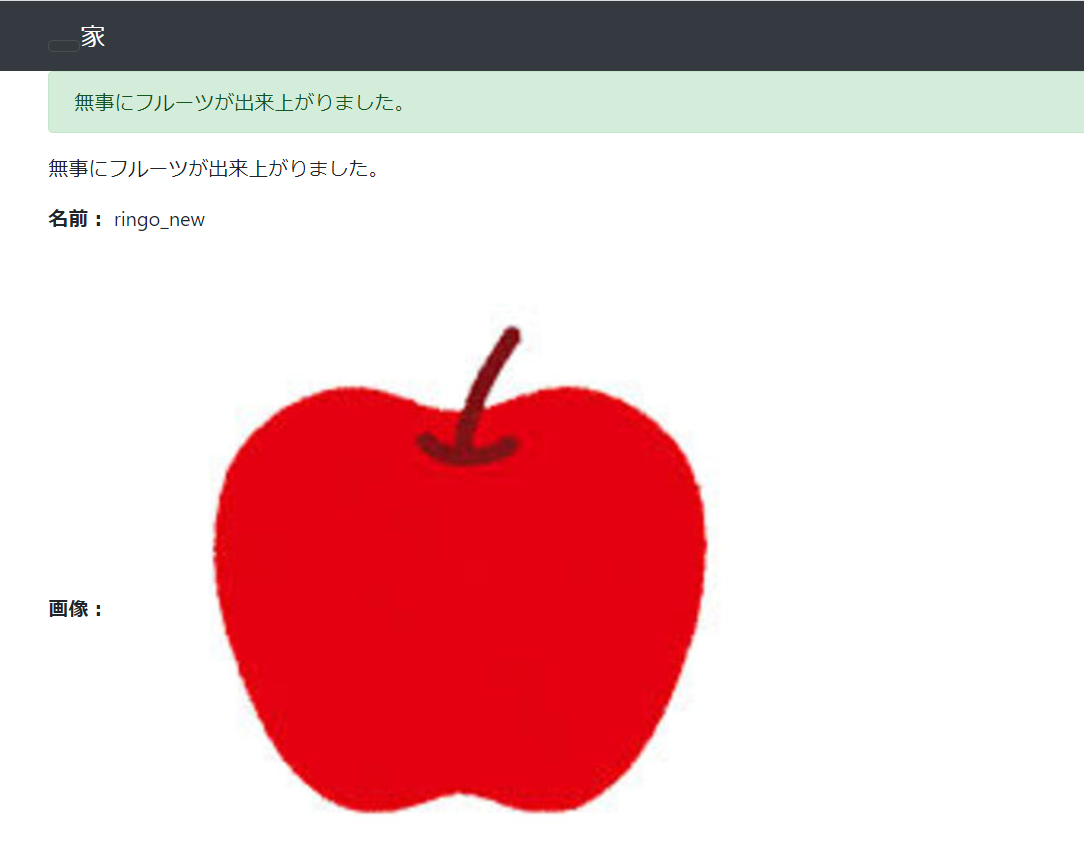 家
無事にフルーツが出来上がりました。
無事にフルーツが出来上がりました。
名前： ringo_new
画像：